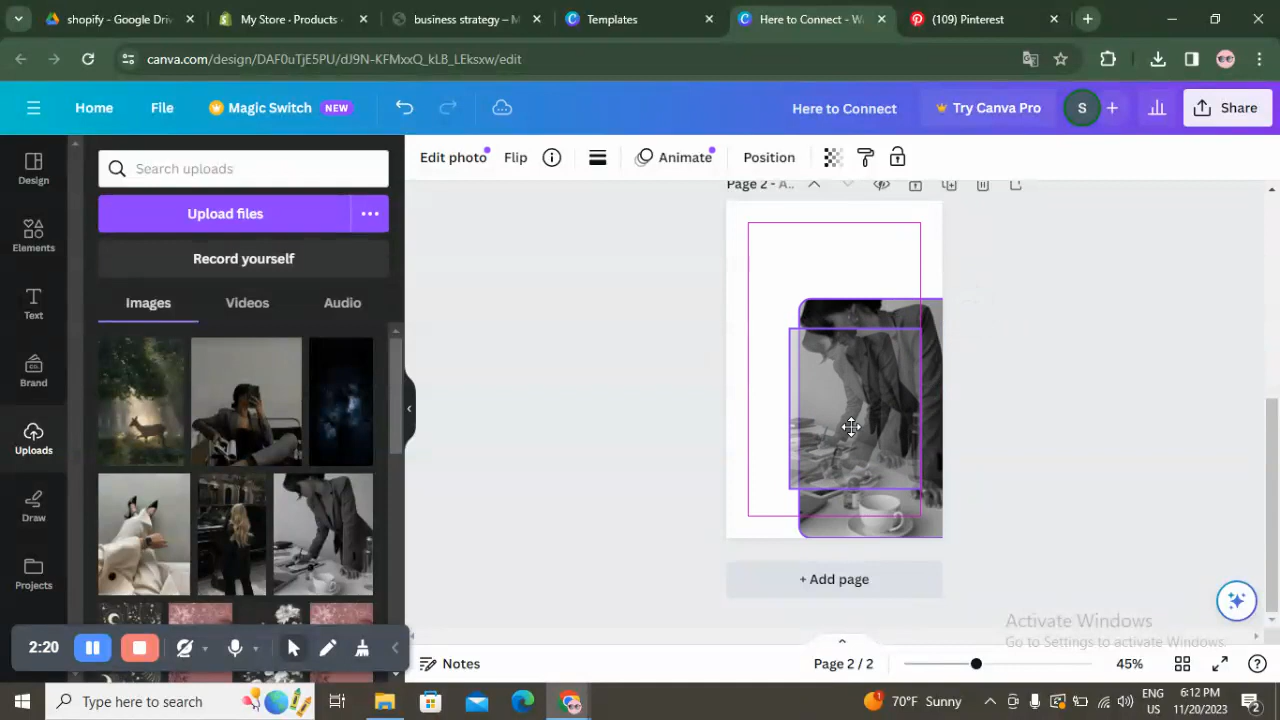 shopify - Google Driv
My Store · Products ·
business strategy – M
Templates
Here to Connect - Wa
(109) Pinterest
canva.com/design/DAF0uTjE5PU/dJ9N-KFMxxQ_kLB_LEksxw/edit
Home
File
Magic Switch
NEW
Here to Connect
Try Canva Pro
S
Share
Design
Elements
Text
Brand
Uploads
Draw
Projects
Search uploads
Upload files
Record yourself
Images
Videos
Audio
Edit photo
Flip
Animate
Position
Page 2 - A..
+ Add page
2:20
Notes
Page 2 / 2
45%
Activate Windows
Go to Settings to activate Windows.
Type here to search
1
70°F Sunny
ENG
US
6:12 PM
11/20/2023
2